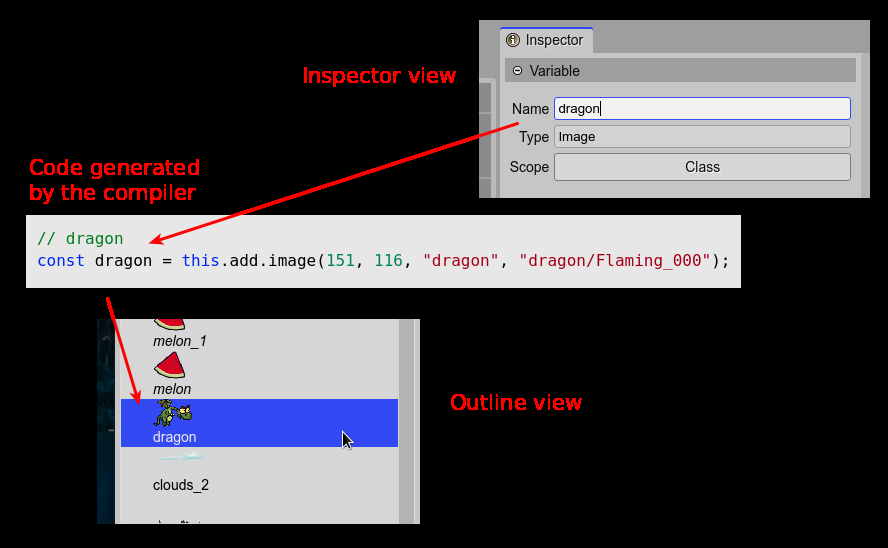 Inspector
Variable
Inspector view
Name dragon
Type Image
Scope Class
Code generated
by the compiler
// dragon
const dragon = this.add.image(151, 116, "dragon", "dragon/Flaming_000");
melon_1
melon
dragon
clouds_2
Outline view